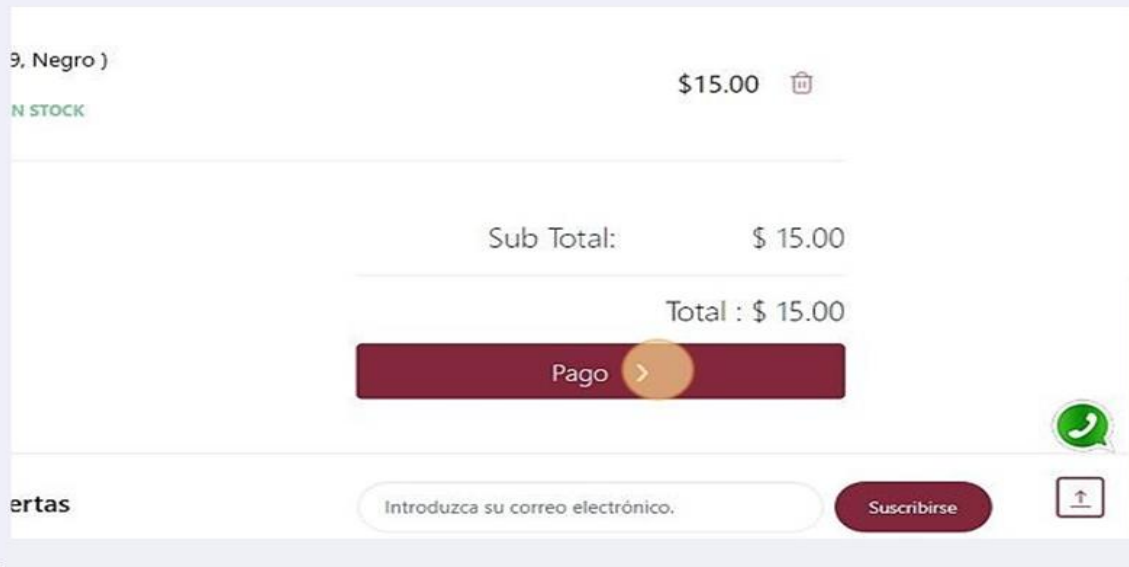 9, Negro )
$15.00
N STOCK
Sub Total: $ 15.00
Total : $ 15.00
Pago
ertas
Introduzca su correo electrónico.
Suscribirse